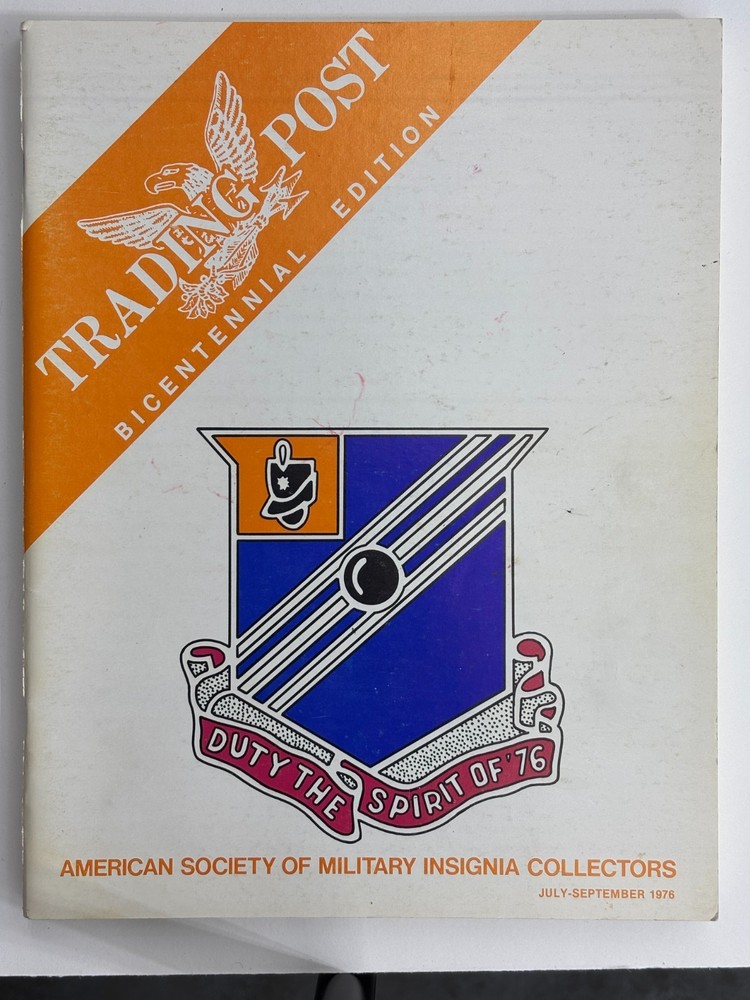 TRADING POST
BICENTENNIAL EDITION
DUTY THE SPIRIT OF '76
AMERICAN SOCIETY OF MILITARY INSIGNIA COLLECTORS
JULY-SEPTEMBER 1976